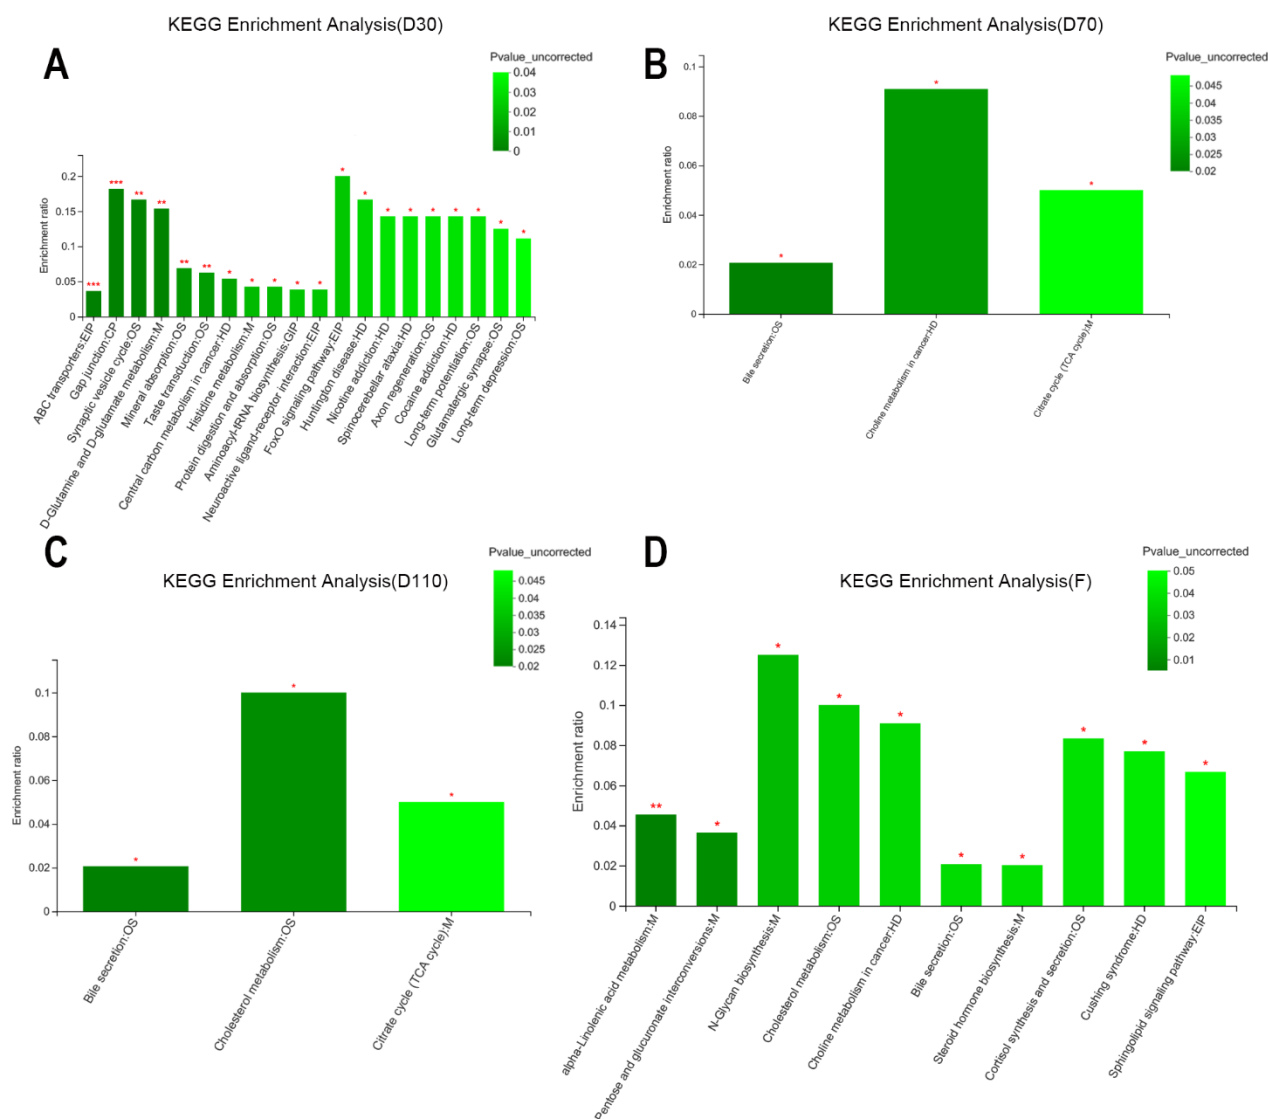 KEGG Enrichment Analysis(D30)
A
Pvalue_uncorrected
0.04
0.03
0.02
0.01
0
Enrichment ratio
0.2
0.15
0.1
0.05
0
***
***
**
**
**
**
*
*
*
*
*
*
*
*
*
*
*
*
*
*
ABC transporters:EIP
Gap junction:CP
Synaptic vesicle cycle:OS
D-Glutamine and D-glutamate metabolism:M
Mineral absorption:OS
Taste transduction:OS
Central carbon metabolism in cancer:HD
Histidine metabolism:M
Protein digestion and absorption:OS
Aminoacyl-tRNA biosynthesis:GIP
Neuroactive ligand-receptor interaction:EIP
FoxO signaling pathway:EIP
Huntington disease:HD
Nicotine addiction:HD
Spinocerebellar ataxia:HD
Axon regeneration:OS
Cocaine addiction:HD
Long-term potentiation:OS
Glutamatergic synapse:OS
Long-term depression:OS
KEGG Enrichment Analysis(D70)
B
Pvalue_uncorrected
0.045
0.04
0.035
0.03
0.025
0.02
Enrichment ratio
0.1
0.08
0.06
0.04
0.02
0
*
*
*
Bile secretion:OS
Choline metabolism in cancer:HD
Citrate cycle (TCA cycle):M
C
Pvalue_uncorrected
KEGG Enrichment Analysis(D110)
0.045
0.04
0.035
0.03
0.025
0.02
Enrichment ratio
0.1
0.08
0.06
0.04
0.02
0
*
*
*
Bile secretion:OS
Cholesterol metabolism:OS
Citrate cycle (TCA cycle):M
D
Pvalue_uncorrected
KEGG Enrichment Analysis(F)
0.05
0.04
0.03
0.02
0.01
Enrichment ratio
0.14
0.12
0.1
0.08
0.06
0.04
0.02
0
**
*
*
*
*
*
*
*
*
*
alpha-Linolenic acid metabolism:M
Pentose and glucuronate interconversions:M
N-Glycan biosynthesis:M
Cholesterol metabolism:OS
Choline metabolism in cancer:HD
Bile secretion:OS
Steroid hormone biosynthesis:M
Cortisol synthesis and secretion:OS
Cushing syndrome:HD
Sphingolipid signaling pathway:EIP